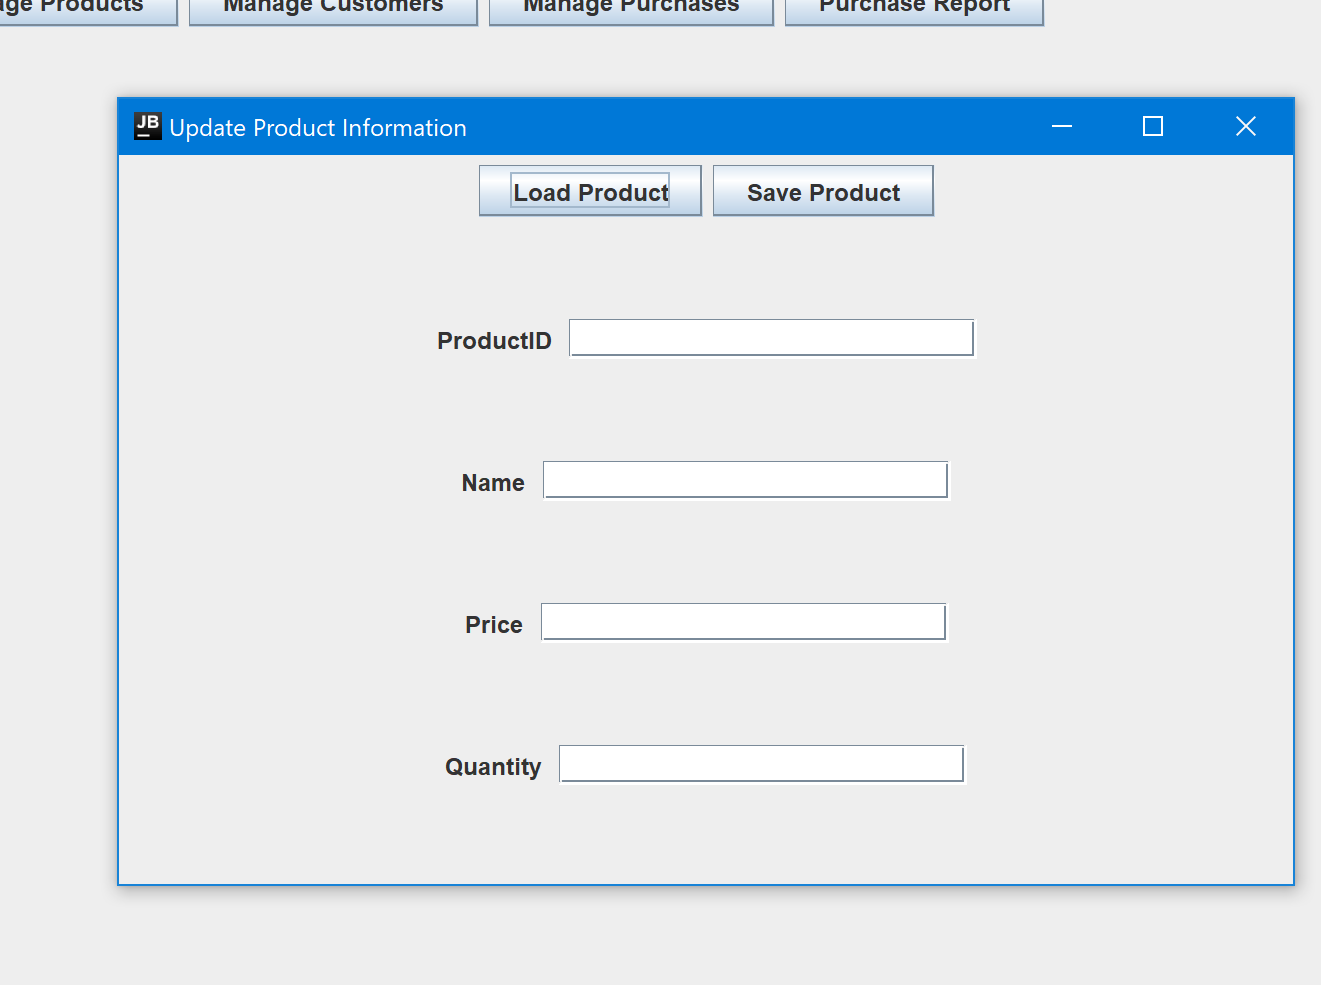 Products Manage Customers Manage Purchases Purchase Report
JB Update Product Information
Load Product Save Product
ProductID
Name
Price
Quantity